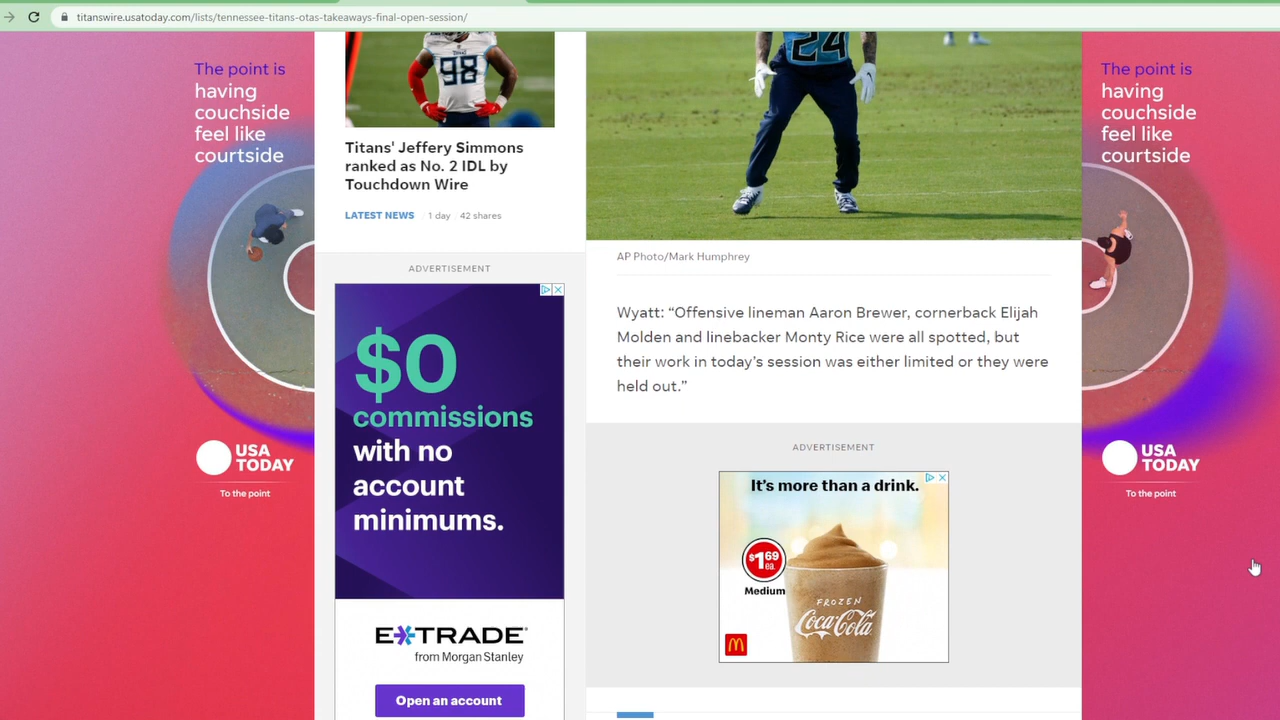 titanswire.usatoday.com/lists/tennessee-titans-otas-takeaways-final-open-session/
The point is
having
couchside
feel like
courtside
USA
TODAY
To the point
98
Titans' Jeffery Simmons
ranked as No. 2 IDL by
Touchdown Wire
LATEST NEWS 1 day 42 shares
ADVERTISEMENT
$0
commissions
with no
account
minimums.
E*TRADE
from Morgan Stanley
Open an account
24
AP Photo/Mark Humphrey
Wyatt: “Offensive lineman Aaron Brewer, cornerback Elijah
Molden and linebacker Monty Rice were all spotted, but
their work in today’s session was either limited or they were
held out.”
ADVERTISEMENT
It’s more than a drink.
$169
ea.
Medium
FROZEN
Coca-Cola
The point is
having
couchside
feel like
courtside
USA
TODAY
To the point